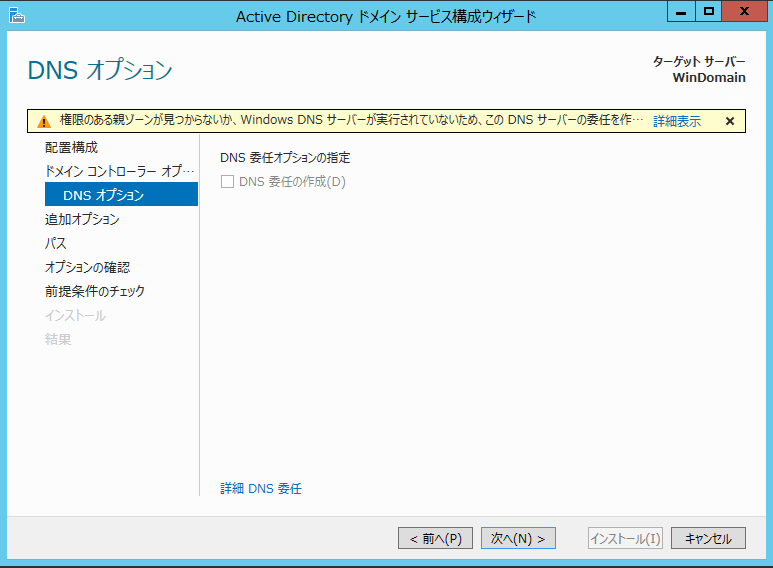 Active Directory ドメイン サービス構成ウィザード
DNS オプション
ターゲット サーバー
WinDomain
権限のある親ゾーンが見つからないか、Windows DNS サーバーが実行されていないため、この DNS サーバーの委任を作… 詳細表示
配置構成
ドメイン コントローラー オプ…
DNS オプション
追加オプション
パス
オプションの確認
前提条件のチェック
インストール
結果
DNS 委任オプションの指定
DNS 委任の作成(D)
詳細 DNS 委任
< 前へ(P) 次へ(N) > インストール(I) キャンセル